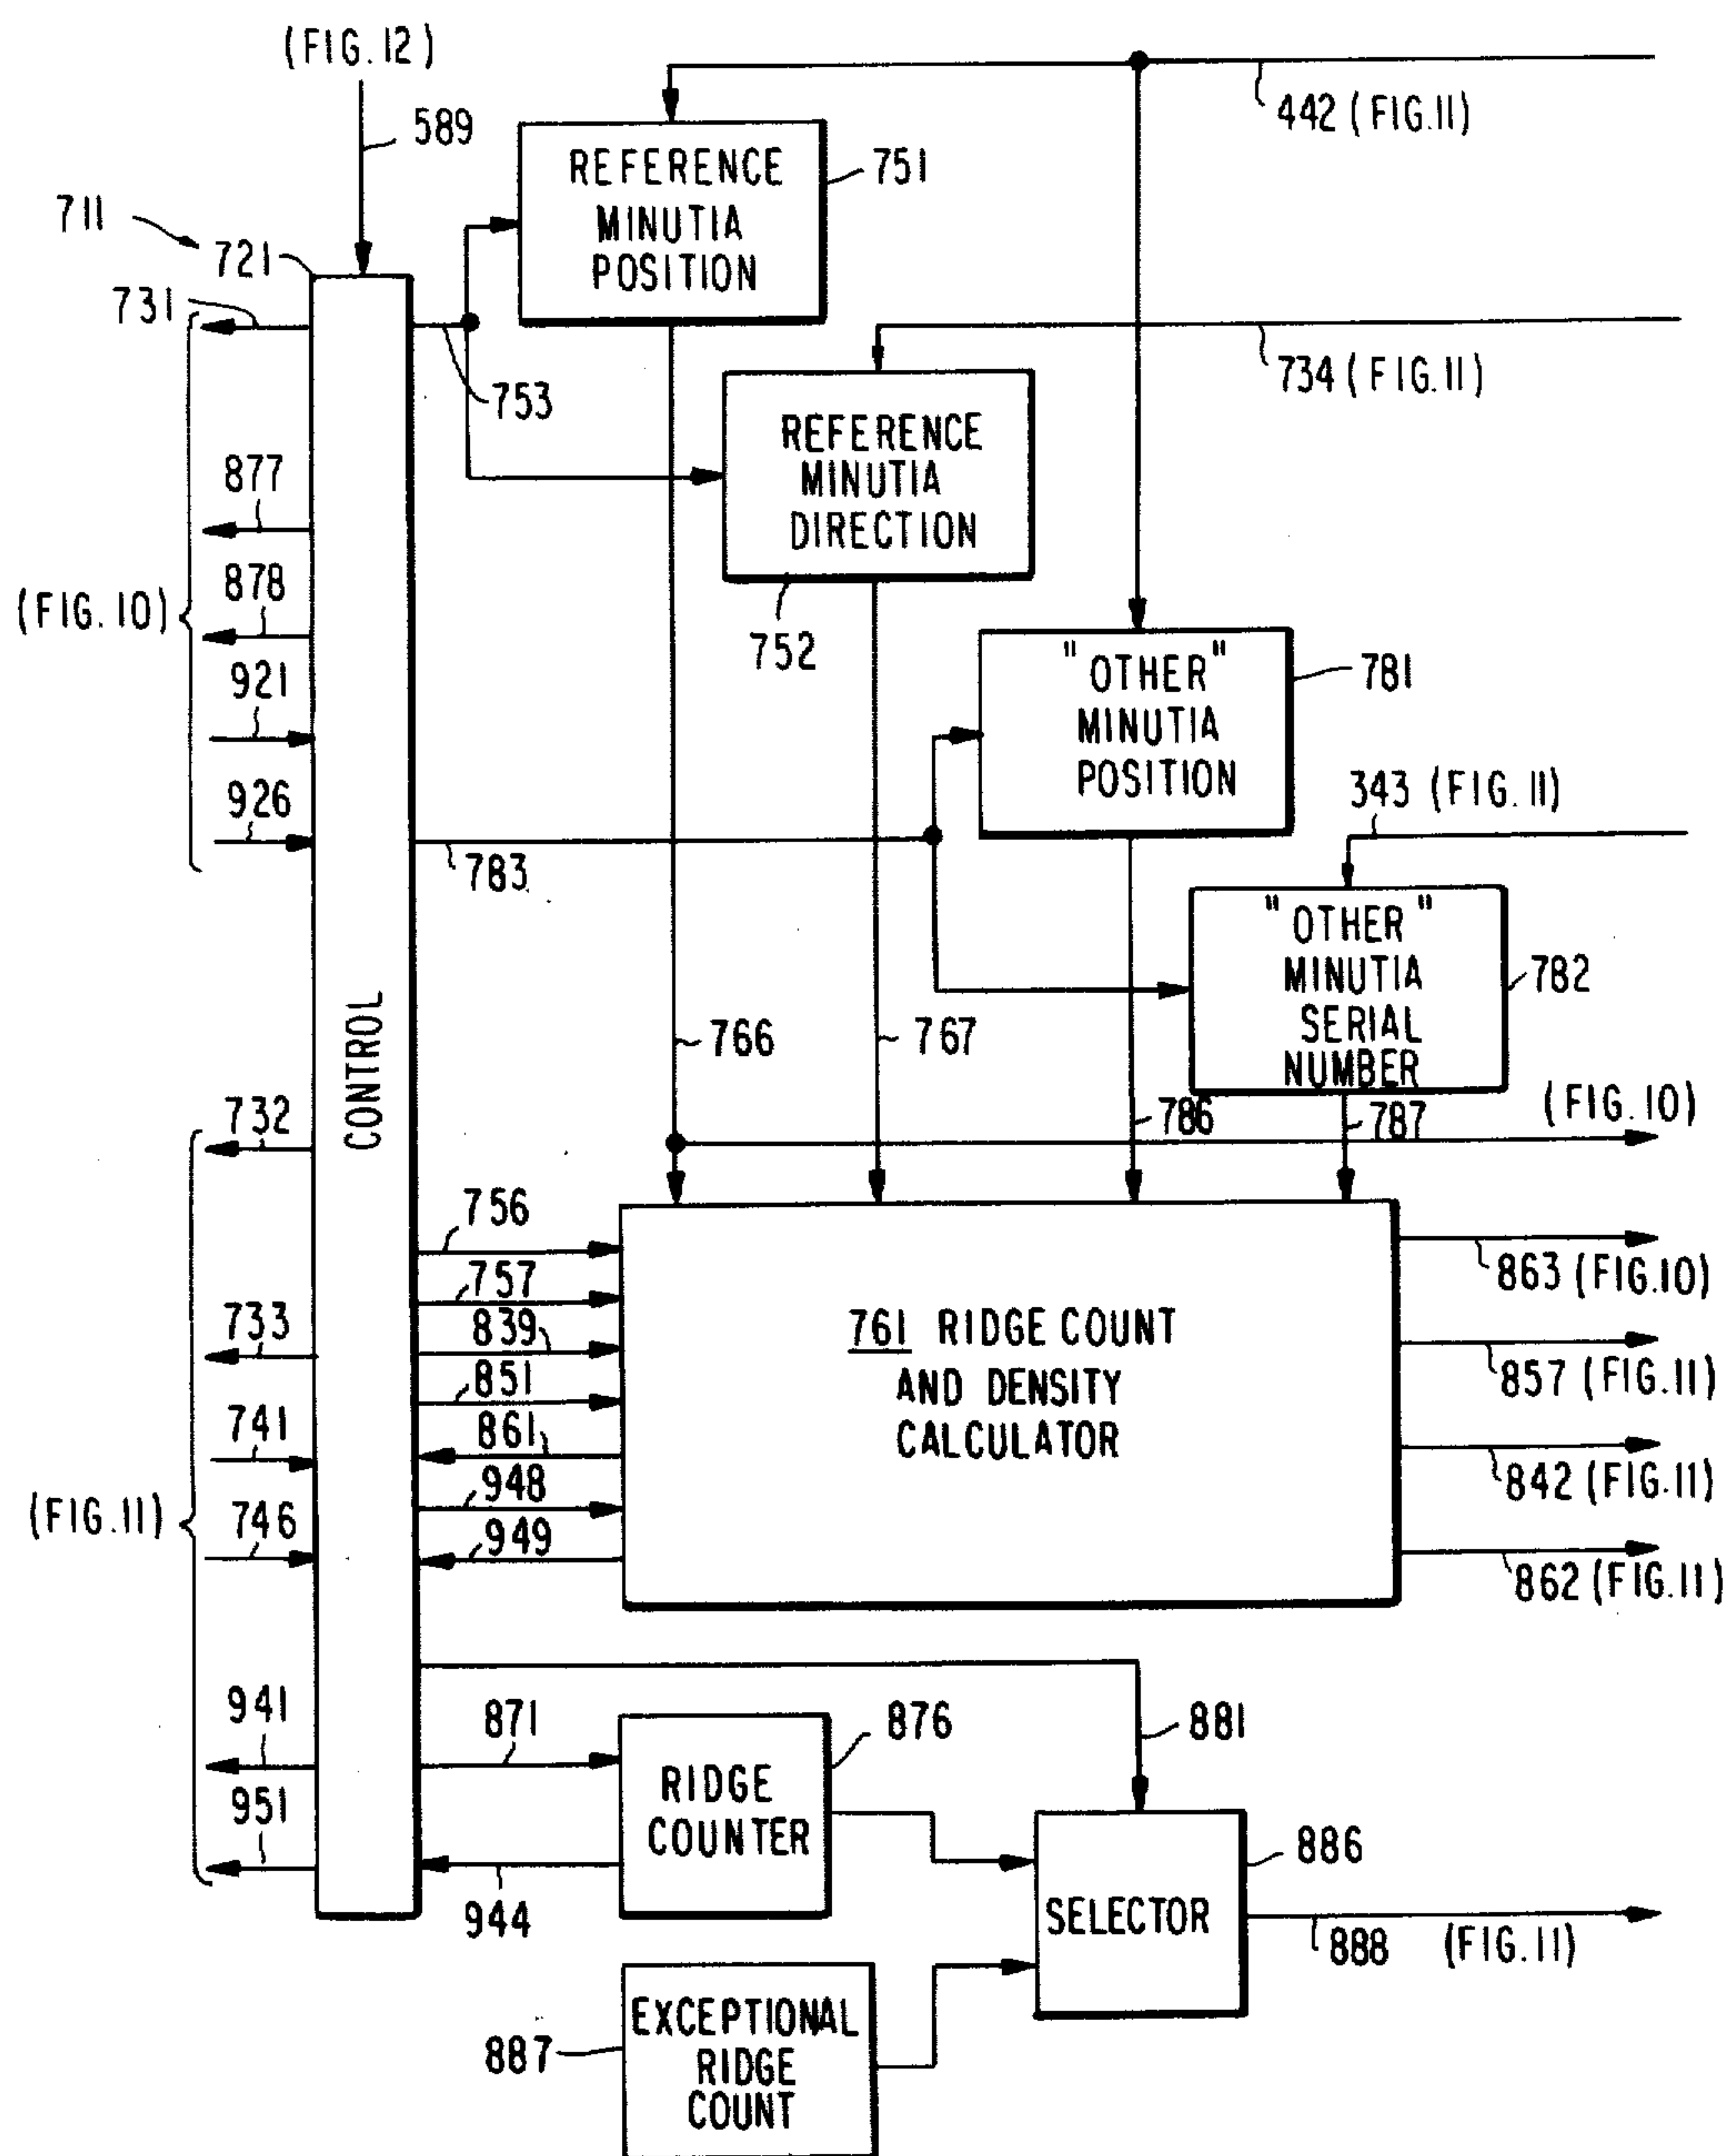 (FIG. 12)
589
442 (FIG. 11)
REFERENCE
MINUTIA
POSITION
751
711
721
731
753
734 (FIG. 11)
REFERENCE
MINUTIA
DIRECTION
752
877
878
(FIG. 10)
921
926
783
"OTHER"
MINUTIA
POSITION
781
343 (FIG. 11)
"OTHER"
MINUTIA
SERIAL
NUMBER
782
CONTROL
766
767
786
787
(FIG. 10)
732
756
757
839
851
861
948
949
733
741
746
(FIG. 11)
761 RIDGE COUNT
AND DENSITY
CALCULATOR
863 (FIG. 10)
857 (FIG. 11)
842 (FIG. 11)
862 (FIG. 11)
941
951
871
944
RIDGE
COUNTER
876
881
SELECTOR
886
888 (FIG. 11)
887
EXCEPTIONAL
RIDGE
COUNT